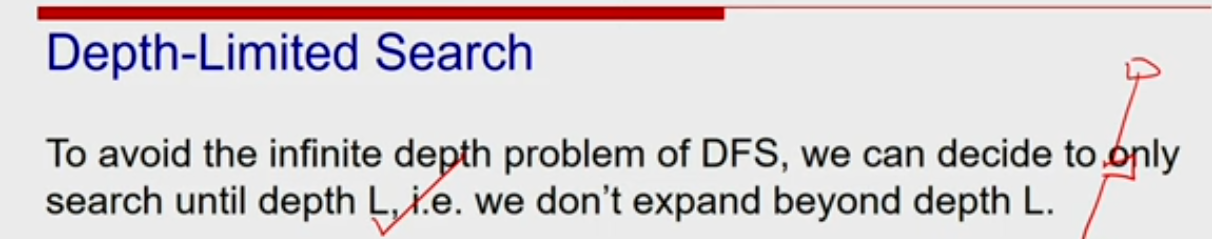 Depth-Limited Search
To avoid the infinite depth problem of DFS, we can decide to only
search until depth L, i.e. we don't expand beyond depth L.